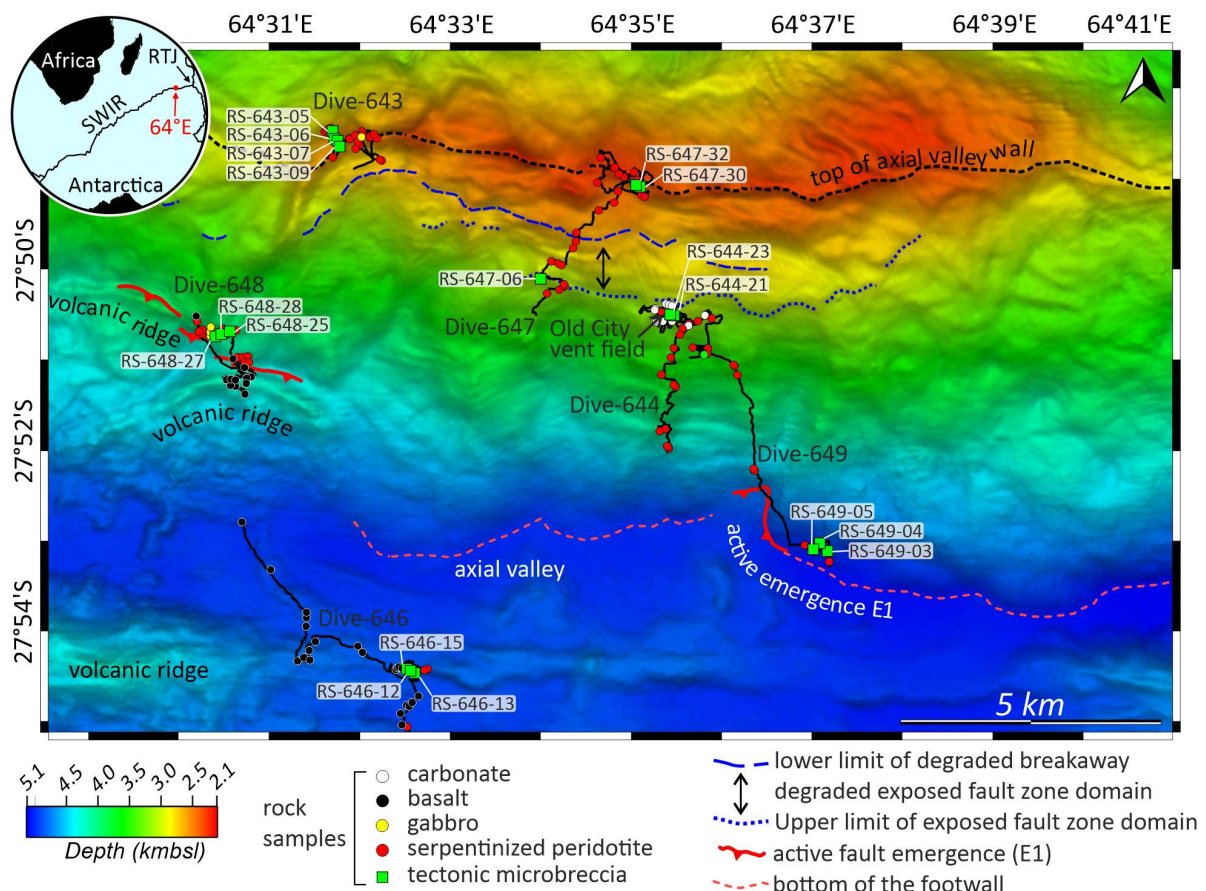 64°31'E
64°35'E
64°37'E
64°39'E
64°41'E
Africa
RTJ
SWIR
64°E
Antarctica
Dive-643
RS-643-05
RS-643-06
RS-643-07
RS-643-09
RS-647-32
RS-647-30
top of axial valley wall
27°50'S
RS-644-23
RS-644-21
RS-647-06
Dive-648
volcanic ridge
RS-648-28
RS-648-25
RS-648-27
Dive-647
Old City
vent field
volcanic ridge
Dive-644
27°52'S
Dive-649
RS-649-05
RS-649-04
RS-649-03
axial valley
active emergence E1
27°54'S
Dive-646
RS-646-15
volcanic ridge
RS-646-12
RS-646-13
5 km
5.1
4.5
4.0
3.0
2.5
2.1
Depth (kmbsl)
rock
samples
carbonate
basalt
gabbro
serpentinized peridotite
tectonic microbreccia
lower limit of degraded breakaway
degraded exposed fault zone domain
Upper limit of exposed fault zone domain
active fault emergence (E1)
bottom of the footwall